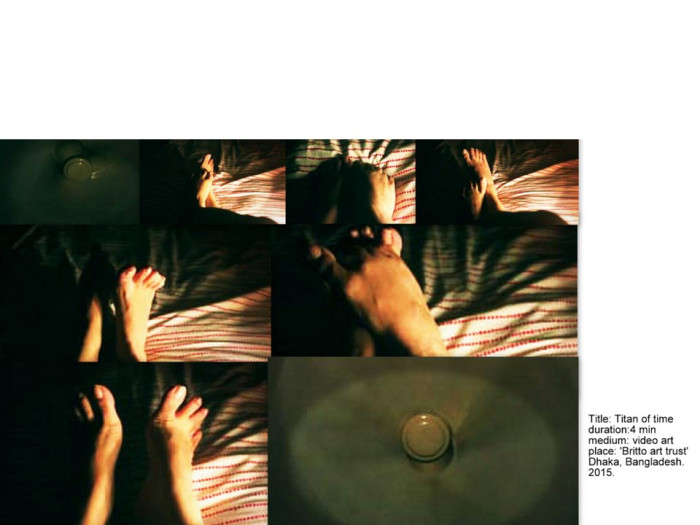 Title: Titan of time
duration:4 min
medium: video art
place: 'Britto art trust'
Dhaka, Bangladesh.
2015.